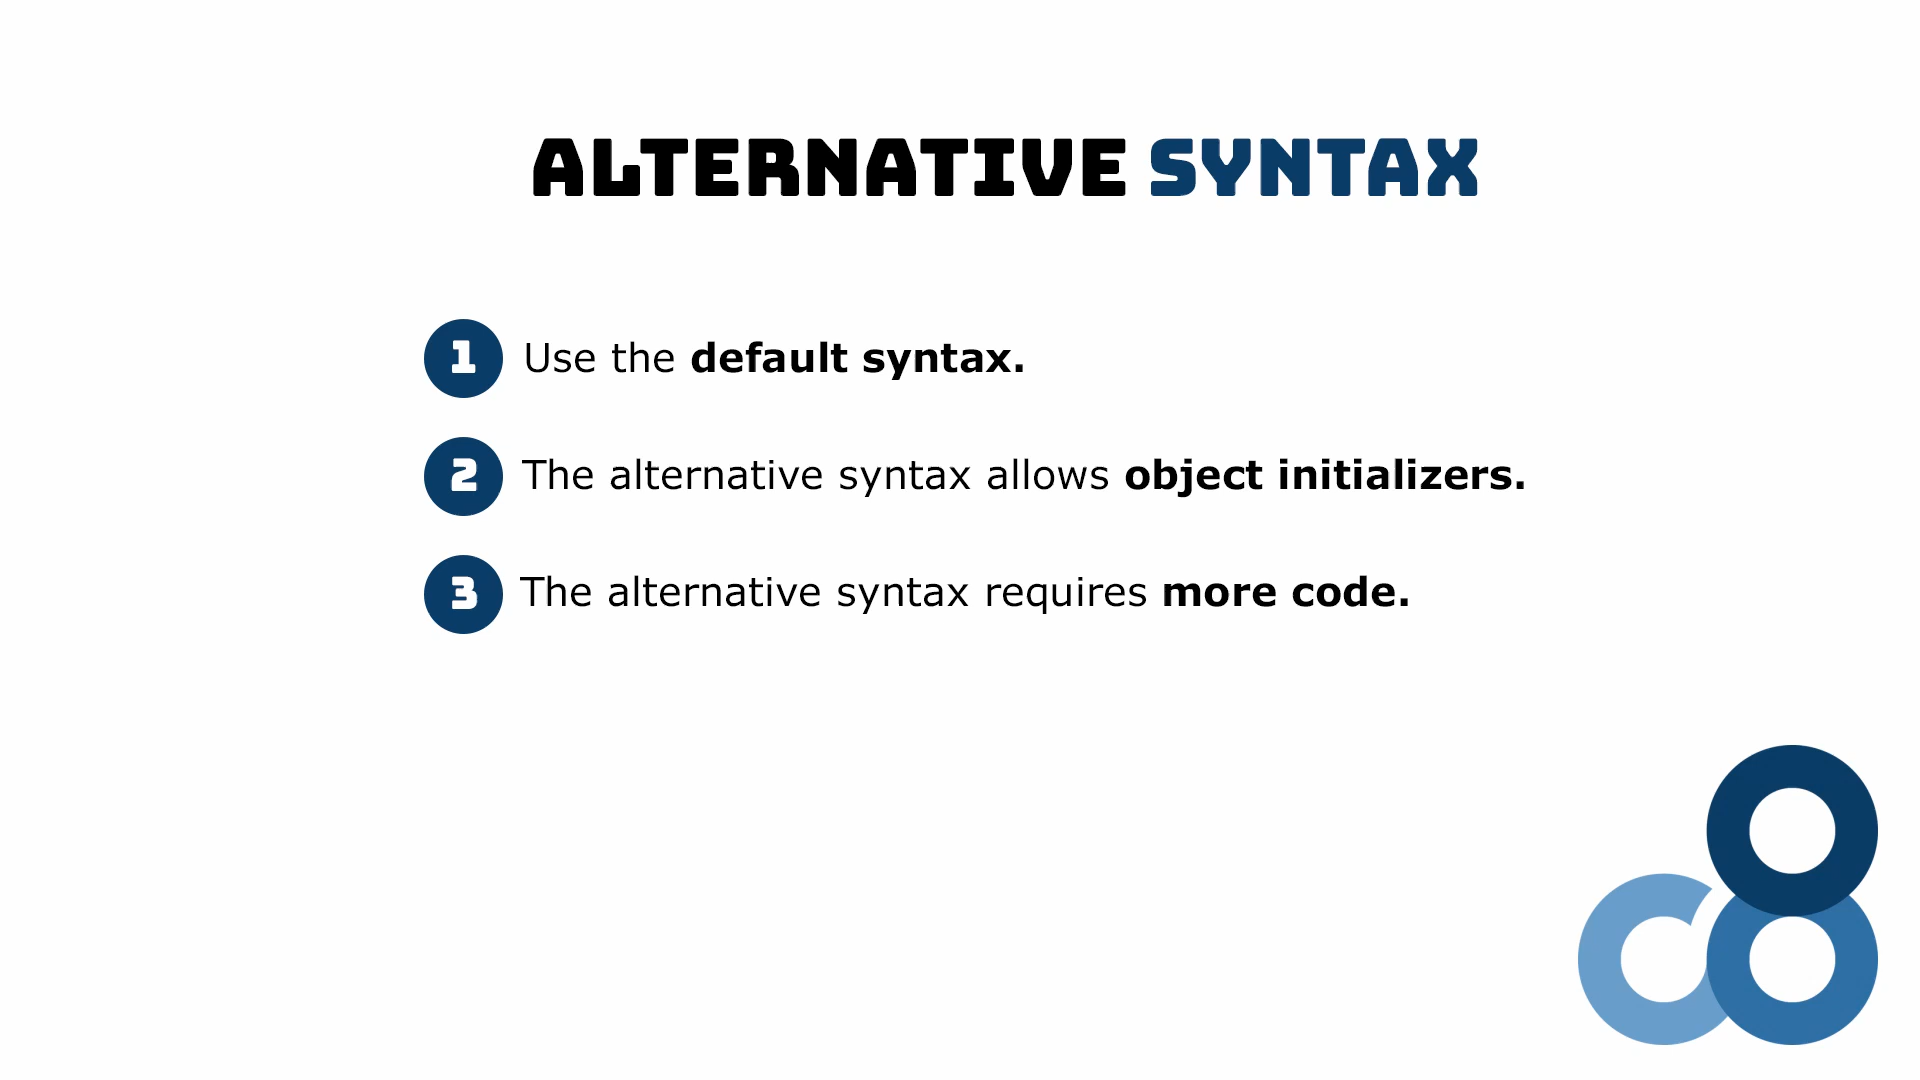 ALTERNATIVE SYNTAX
1 Use the default syntax.
2 The alternative syntax allows object initializers.
3 The alternative syntax requires more code.